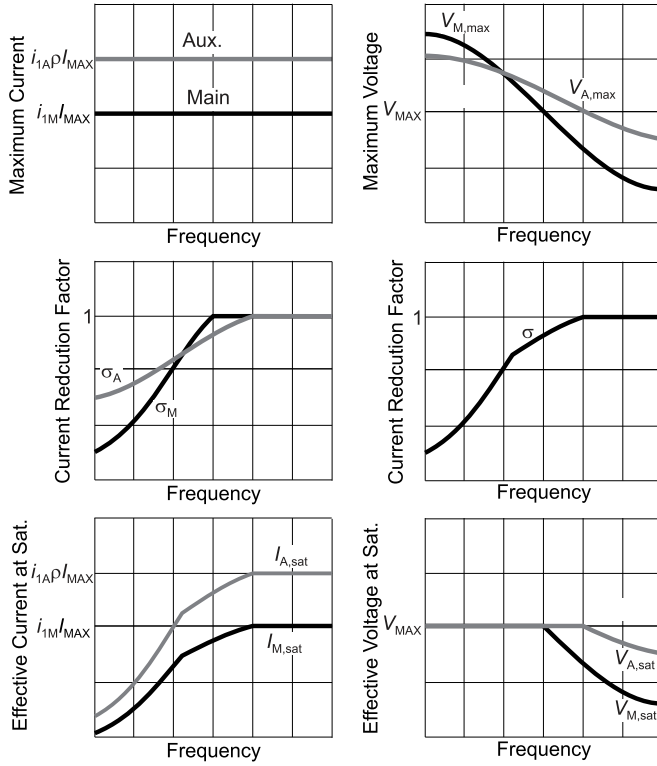 Maximum Current
i1AρIMAX
Aux.
i1MIMAX
Main
Frequency
Maximum Voltage
VM,max
VA,max
VMAX
Frequency
Current Redcution Factor
1
σA
σM
Frequency
Current Redcution Factor
1
σ
Frequency
Effective Current at Sat.
i1AρIMAX
IA,sat
i1MIMAX
IM,sat
Frequency
Effective Voltage at Sat.
VMAX
VA,sat
VM,sat
Frequency